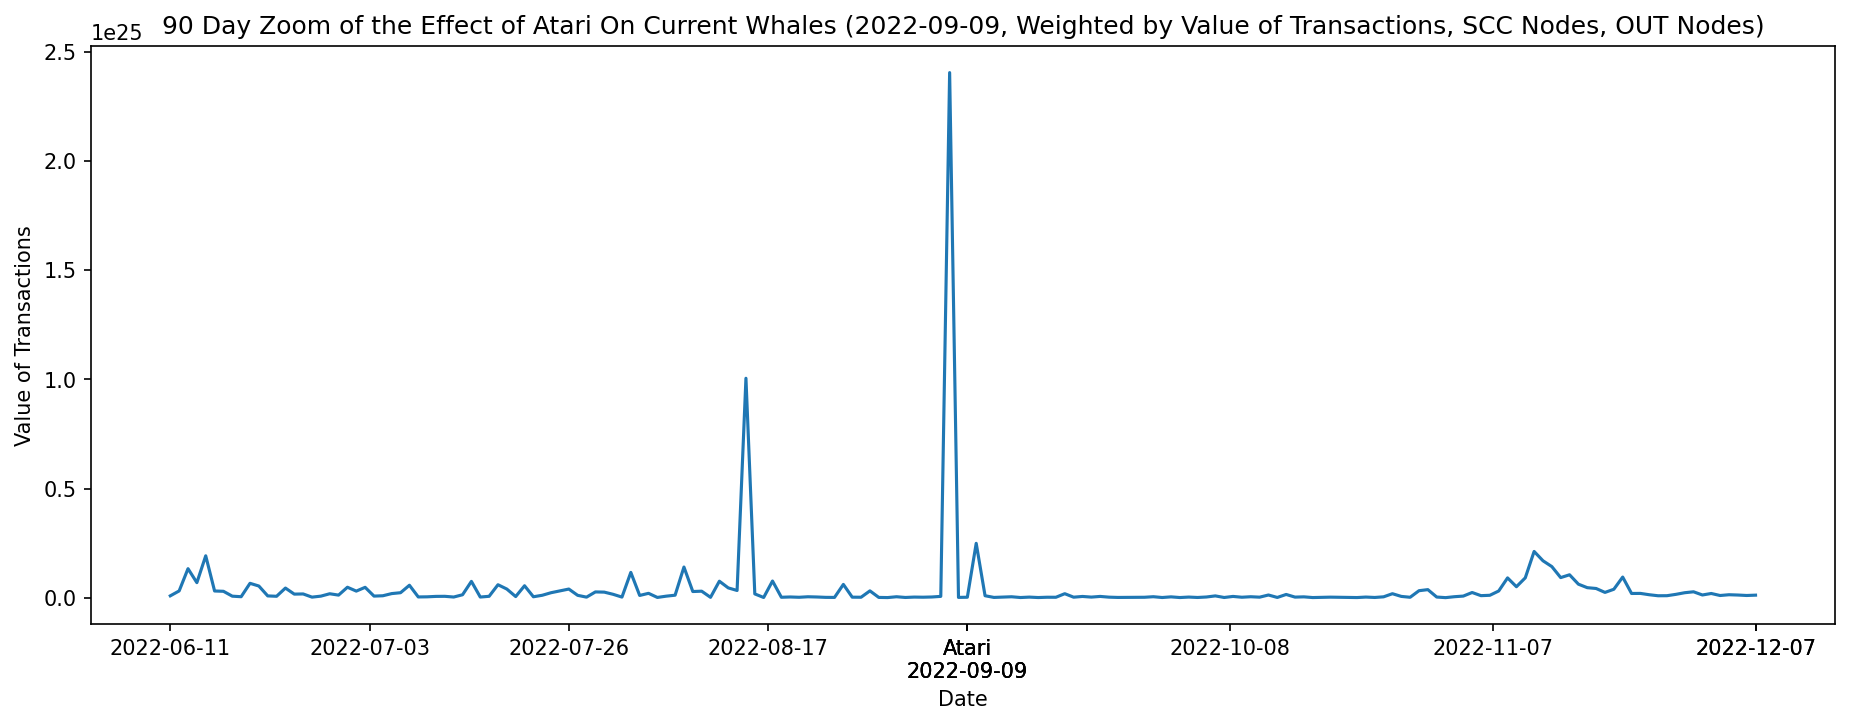 1e25
90 Day Zoom of the Effect of Atari On Current Whales (2022-09-09, Weighted by Value of Transactions, SCC Nodes, OUT Nodes)
2.5
2.0
1.5
1.0
0.5
0.0
Value of Transactions
2022-06-11 2022-07-03 2022-07-26 2022-08-17 Atari 2022-10-08 2022-11-07 2022-12-07
2022-09-09
Date